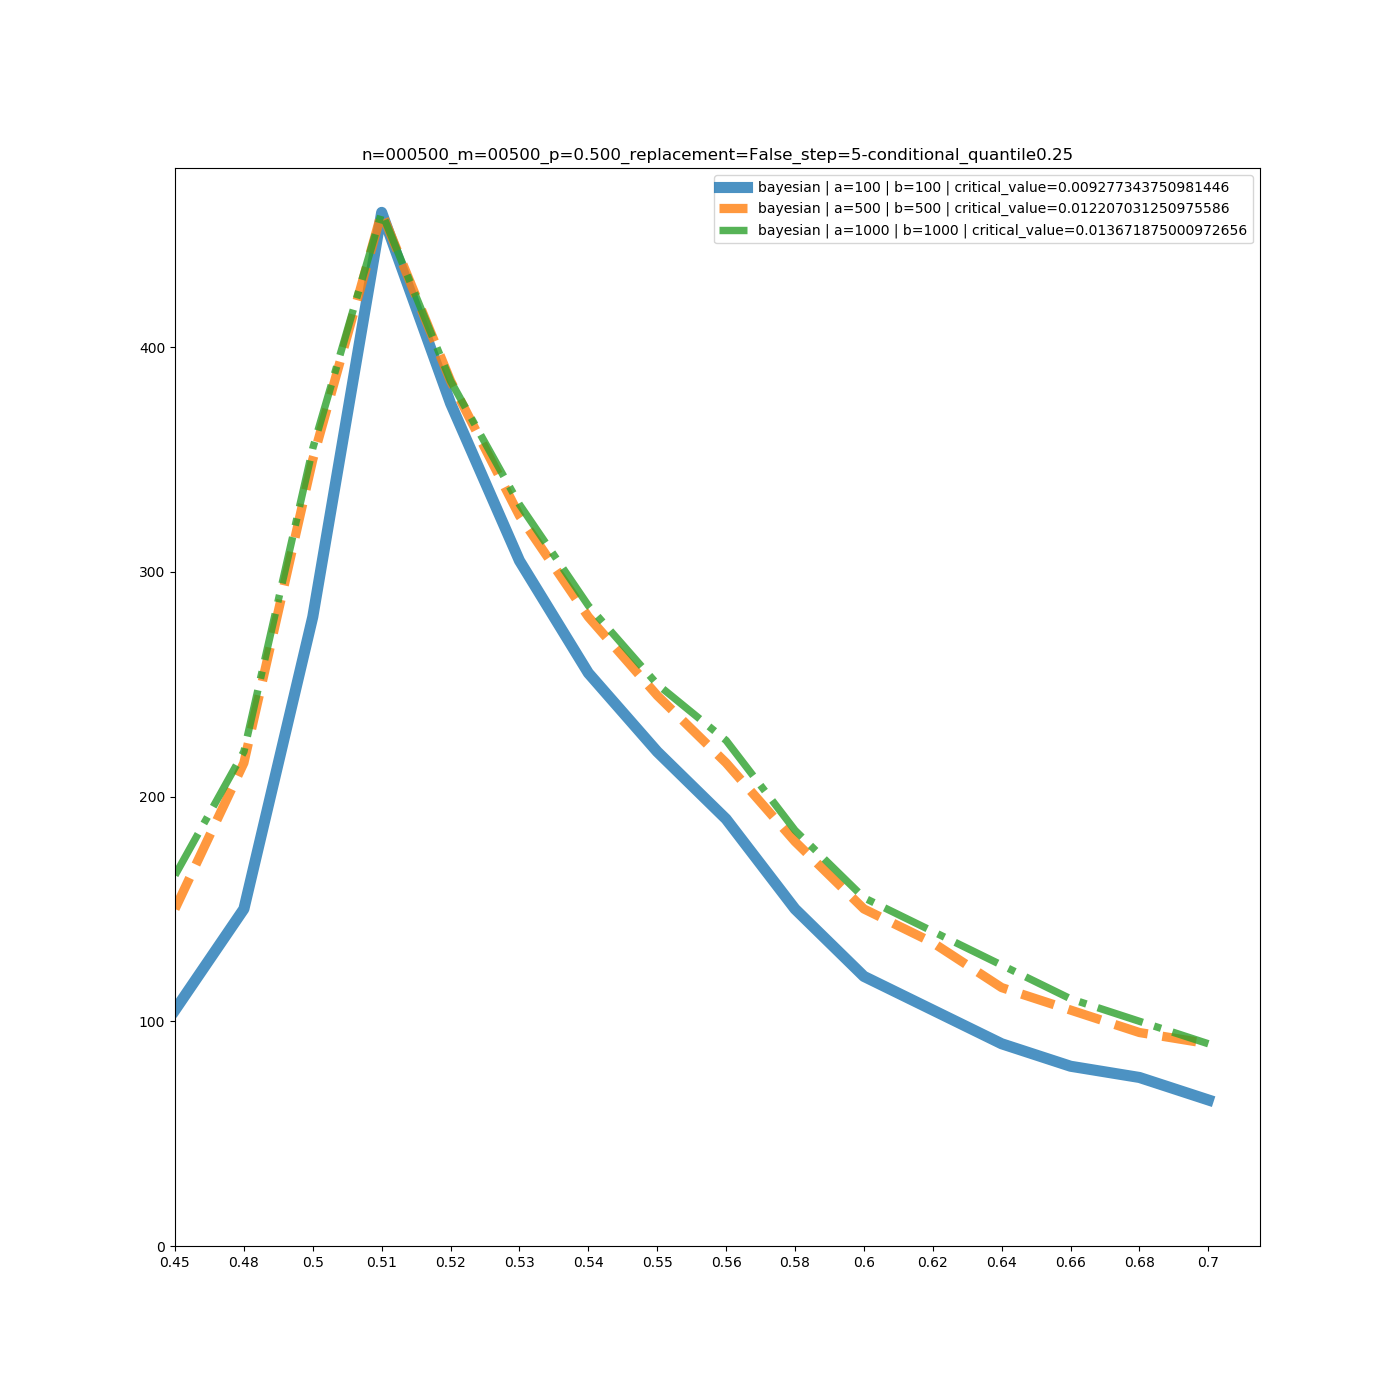 n=000500_m=00500_p=0.500_replacement=False_step=5-conditional_quantile0.25
bayesian | a=100 | b=100 | critical_value=0.009277343750981446
bayesian | a=500 | b=500 | critical_value=0.012207031250975586
bayesian | a=1000 | b=1000 | critical_value=0.013671875000972656
400
300
200
100
0
0.45 0.48 0.5 0.51 0.52 0.53 0.54 0.55 0.56 0.58 0.6 0.62 0.64 0.66 0.68 0.7